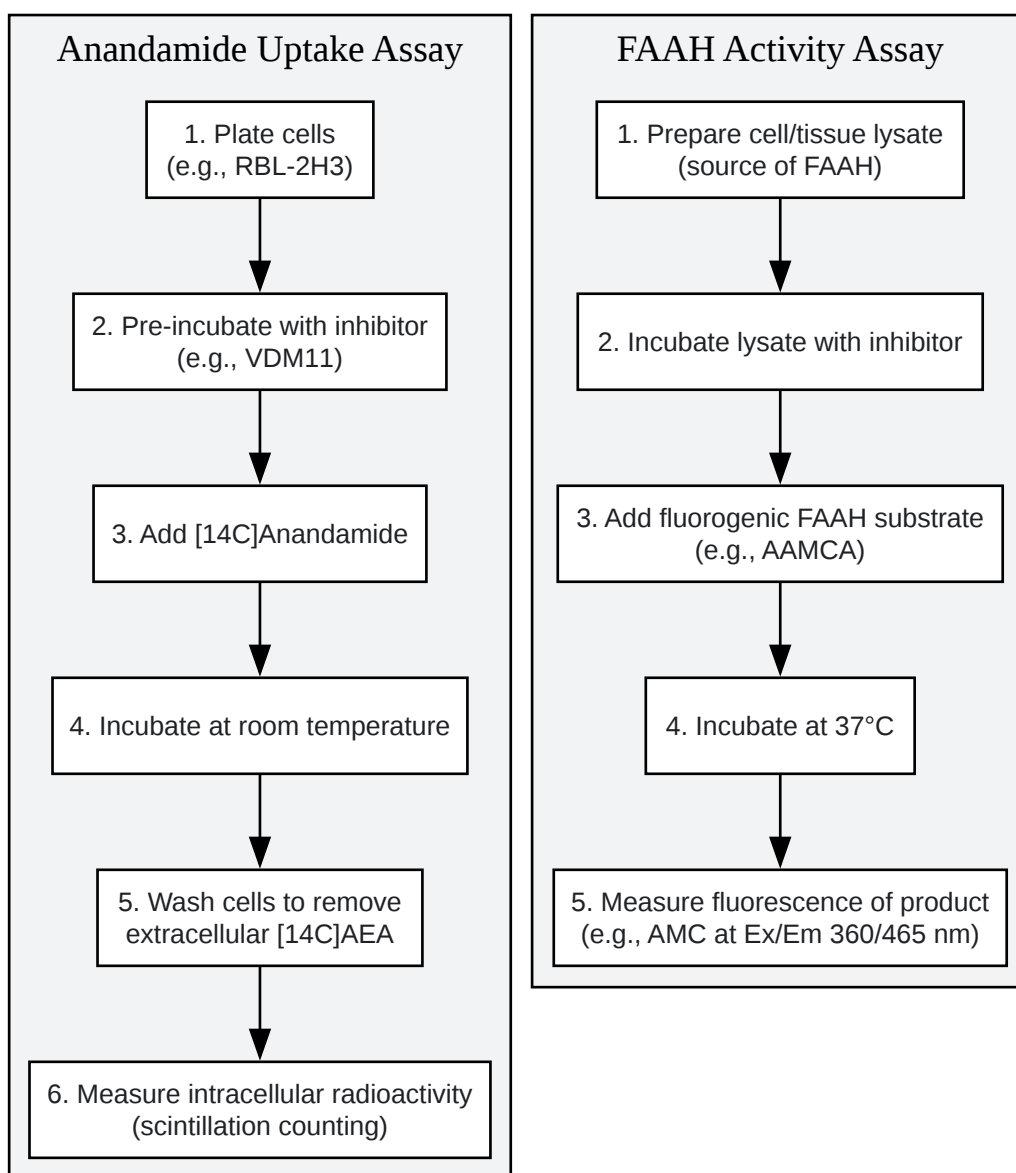 Anandamide Uptake Assay
1. Plate cells
(e.g., RBL-2H3)
2. Pre-incubate with inhibitor
(e.g., VDM11)
3. Add [14C]Anandamide
4. Incubate at room temperature
5. Wash cells to remove
extracellular [14C]AEA
6. Measure intracellular radioactivity
(scintillation counting)
FAAH Activity Assay
1. Prepare cell/tissue lysate
(source of FAAH)
2. Incubate lysate with inhibitor
3. Add fluorogenic FAAH substrate
(e.g., AAMCA)
4. Incubate at 37°C
5. Measure fluorescence of product
(e.g., AMC at Ex/Em 360/465 nm)